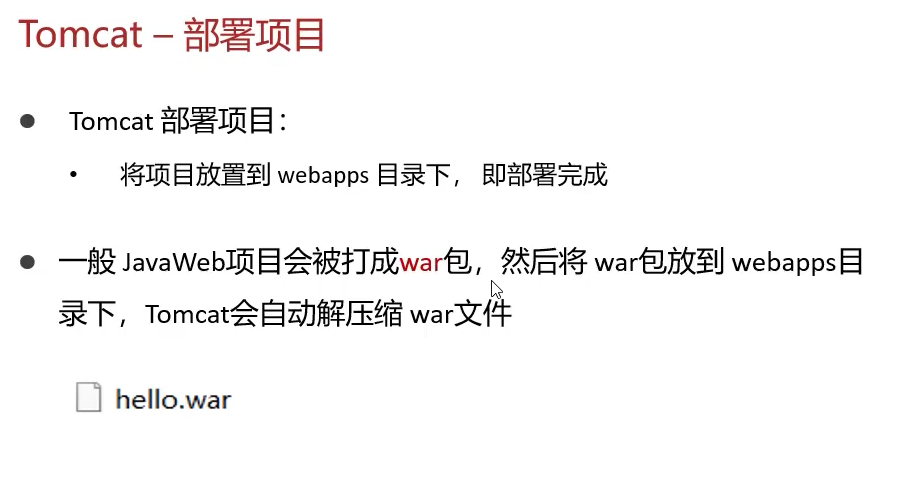 Tomcat – 部署项目
Tomcat 部署项目：
将项目放置到 webapps 目录下， 即部署完成
一般 JavaWeb项目会被打成war包，然后将 war包放到 webapps目
录下，Tomcat会自动解压缩 war文件
hello.war